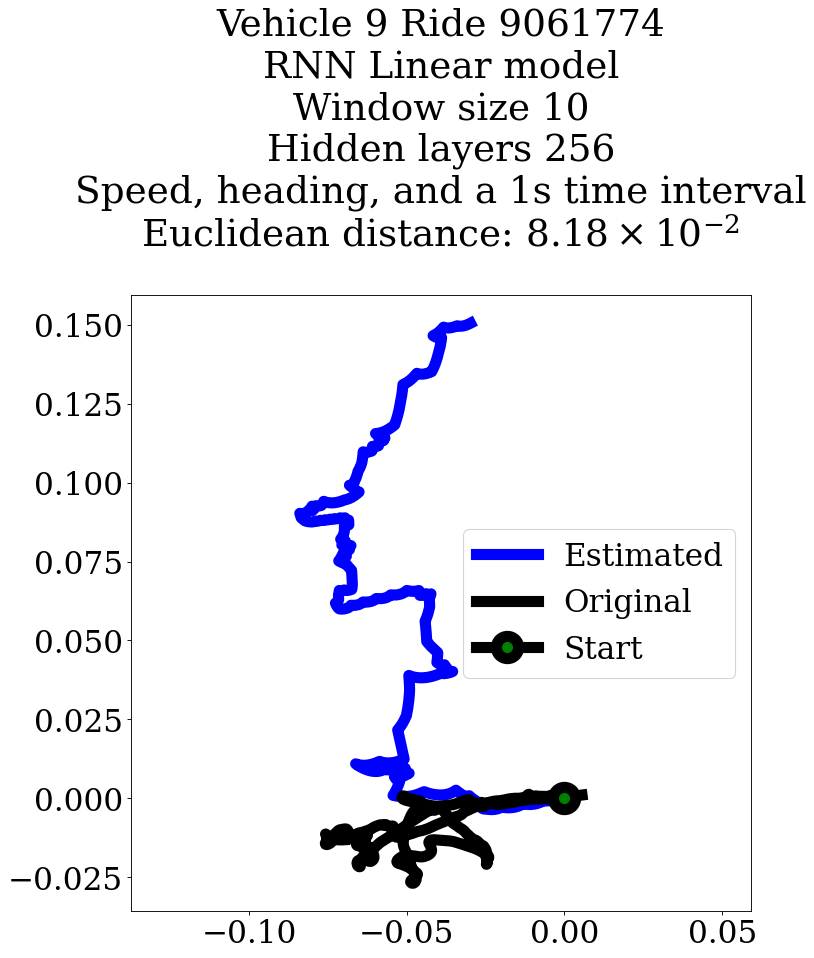 Vehicle 9 Ride 9061774
RNN Linear model
Window size 10
Hidden layers 256
Speed, heading, and a 1s time interval
Euclidean distance: 8.18 × 10⁻²
0.150
0.125
0.100
0.075
0.050
0.025
0.000
−0.025
Estimated
Original
Start
−0.10
−0.05
0.00
0.05